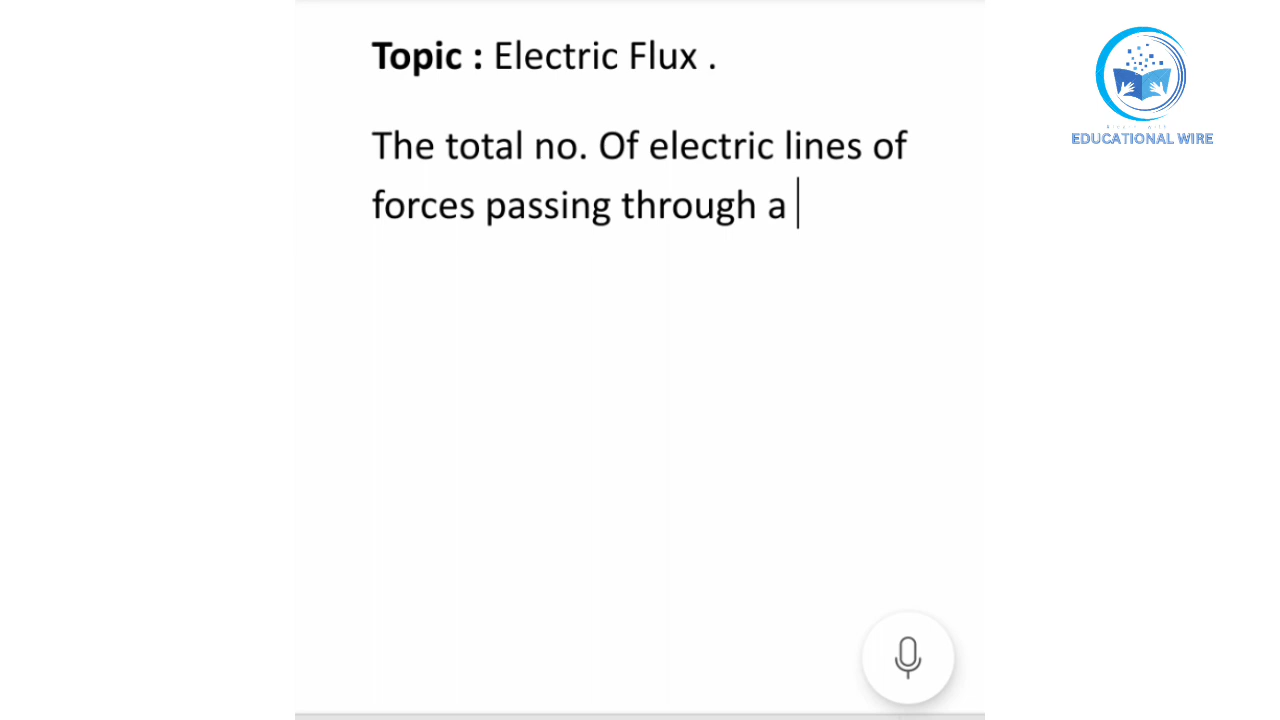 Topic : Electric Flux .
The total no. Of electric lines of
forces passing through a
EDUCATIONAL WIRE